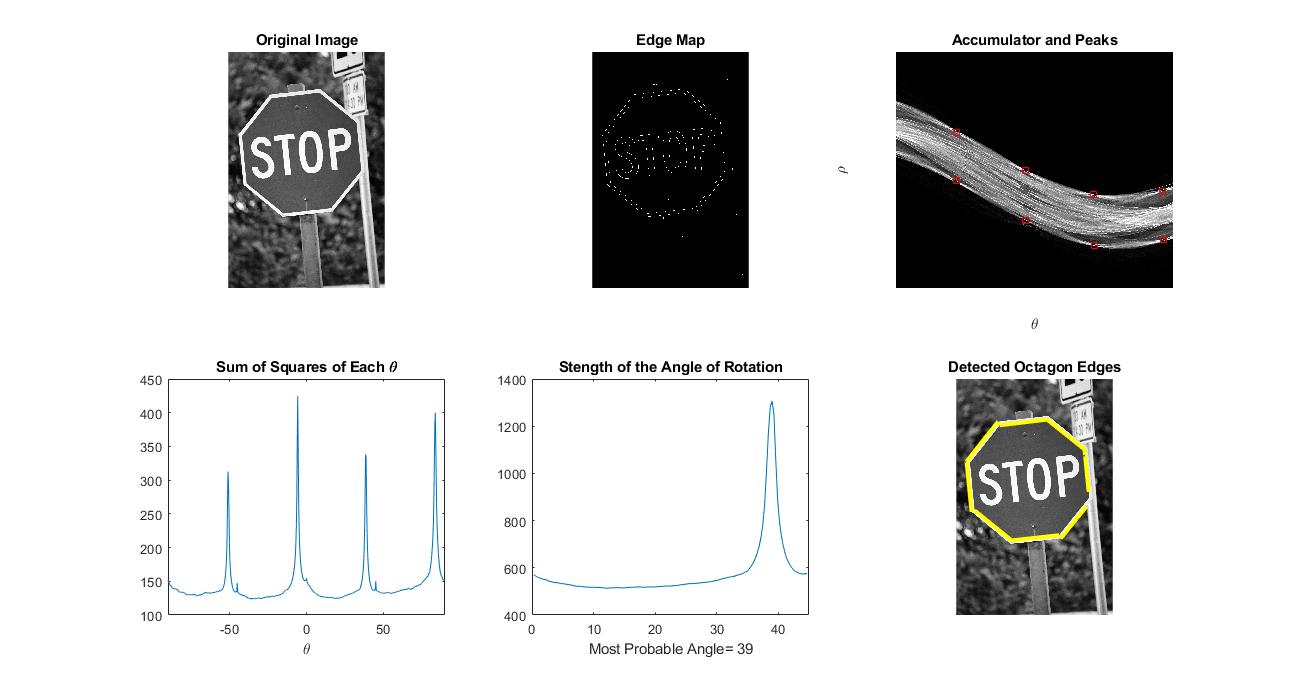 Original Image
Edge Map
Accumulator and Peaks
STOP
STOP
ρ
θ
Sum of Squares of Each θ
Stength of the Angle of Rotation
Detected Octagon Edges
450
400
350
300
250
200
150
100
-50 0 50
θ
1400
1200
1000
800
600
400
0 10 20 30 40
Most Probable Angle= 39
STOP